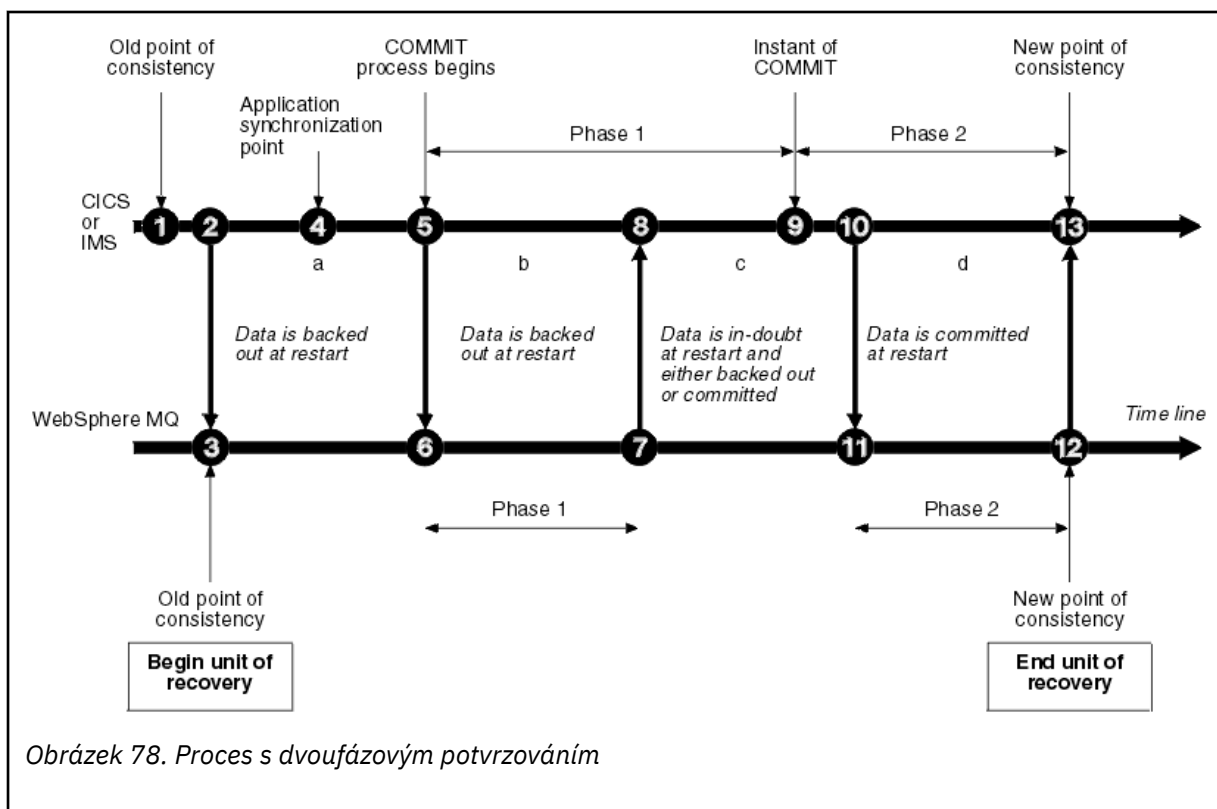 Old point of
consistency
COMMIT
process begins
Instant of
COMMIT
New point of
consistency
Application
synchronization
point
Phase 1
Phase 2
CICS
or
IMS
1
2
4
5
8
9
10
13
a
b
c
d
Data is backed
out at restart
Data is backed
out at restart
Data is in-doubt
at restart and
either backed out
or committed
Data is committed
at restart
WebSphere MQ
Time line
3
6
7
11
12
Phase 1
Phase 2
Old point of
consistency
New point of
consistency
Begin unit of
recovery
End unit of
recovery
Obrázek 78. Proces s dvoufázovým potvrzováním